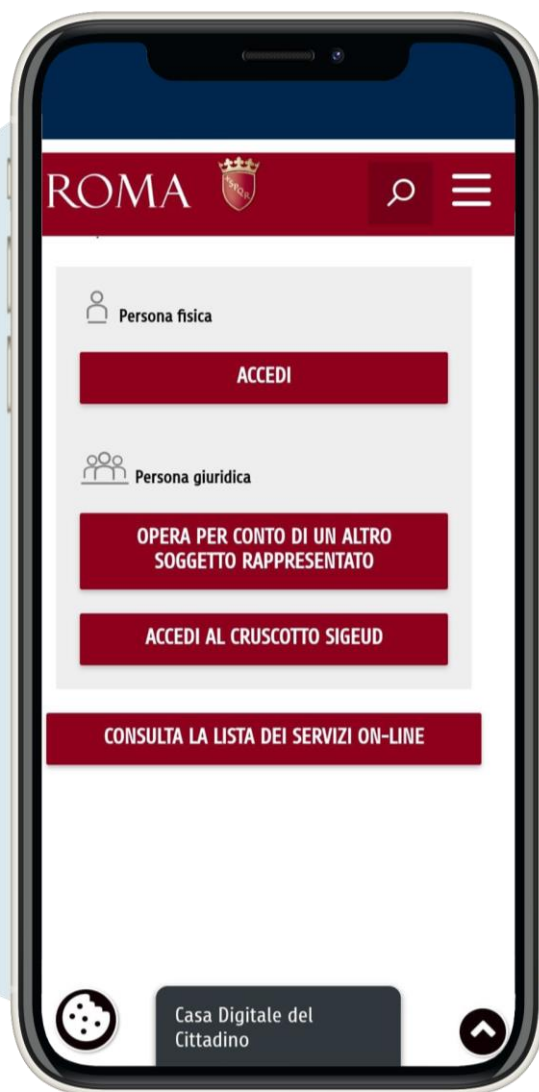 ROMA
Persona fisica
ACCEDI
Persona giuridica
OPERA PER CONTO DI UN ALTRO
SOGGETTO RAPPRESENTATO
ACCEDI AL CRUSCOTTO SIGEUD
CONSULTA LA LISTA DEI SERVIZI ON-LINE
Casa Digitale del
Cittadino